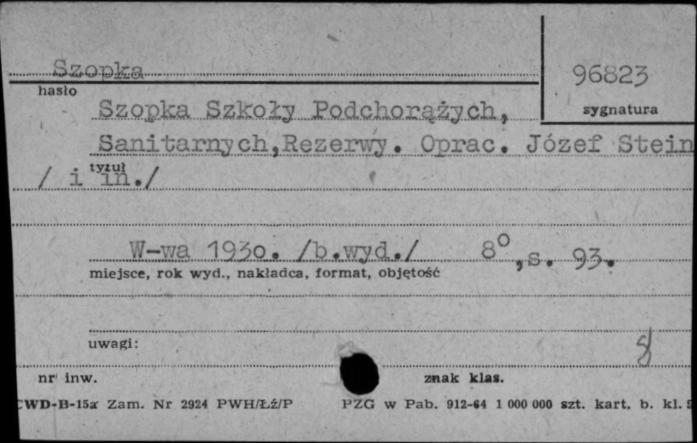 Szopka
96823
hasło
Szopka Szkoły Podchorążych,
sygnatura
Sanitarnych,Rezerwy. Oprac. Józef Stein
tytuł
/ i in./
W-wa 1930. /b.wyd./ 8°,s. 93.
miejsce, rok wyd., nakładca, format, objętość
uwagi:
nr inw.
znak klas.
CWD-B-15a Zam. Nr 2924 PWH/Łź/P PZG w Pab. 912-64 1 000 000 szt. kart. b. kl.